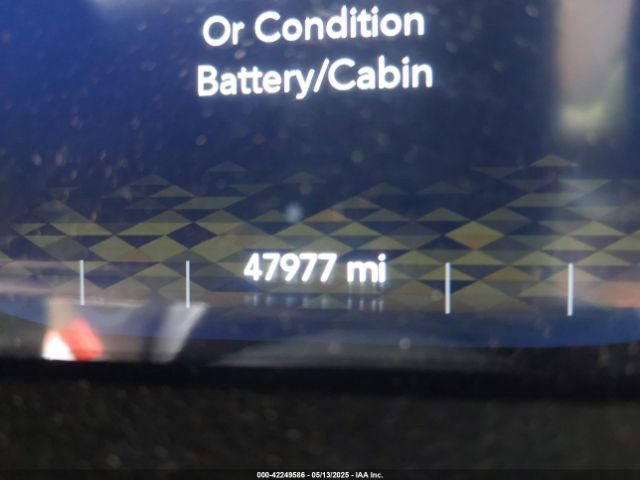 Or Condition
Battery/Cabin
47977 mi
000-42249586 - 05/13/2025 - IAA Inc.